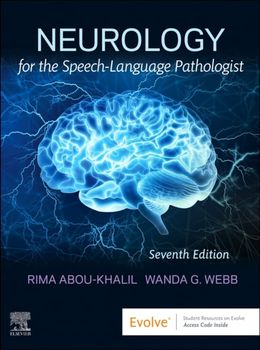 NEUROLOGY
for the Speech-Language Pathologist
Seventh Edition
RIMA ABOU-KHALIL WANDA G. WEBB
ELSEVIER
Evolve
Student Resources on Evolve
Access Code Inside